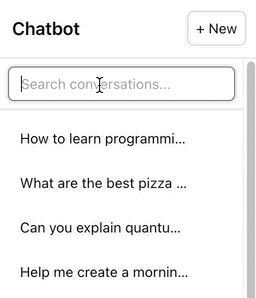 Chatbot
+ New
Search conversations...
How to learn programmi...
What are the best pizza ...
Can you explain quantu...
Help me create a mornin...